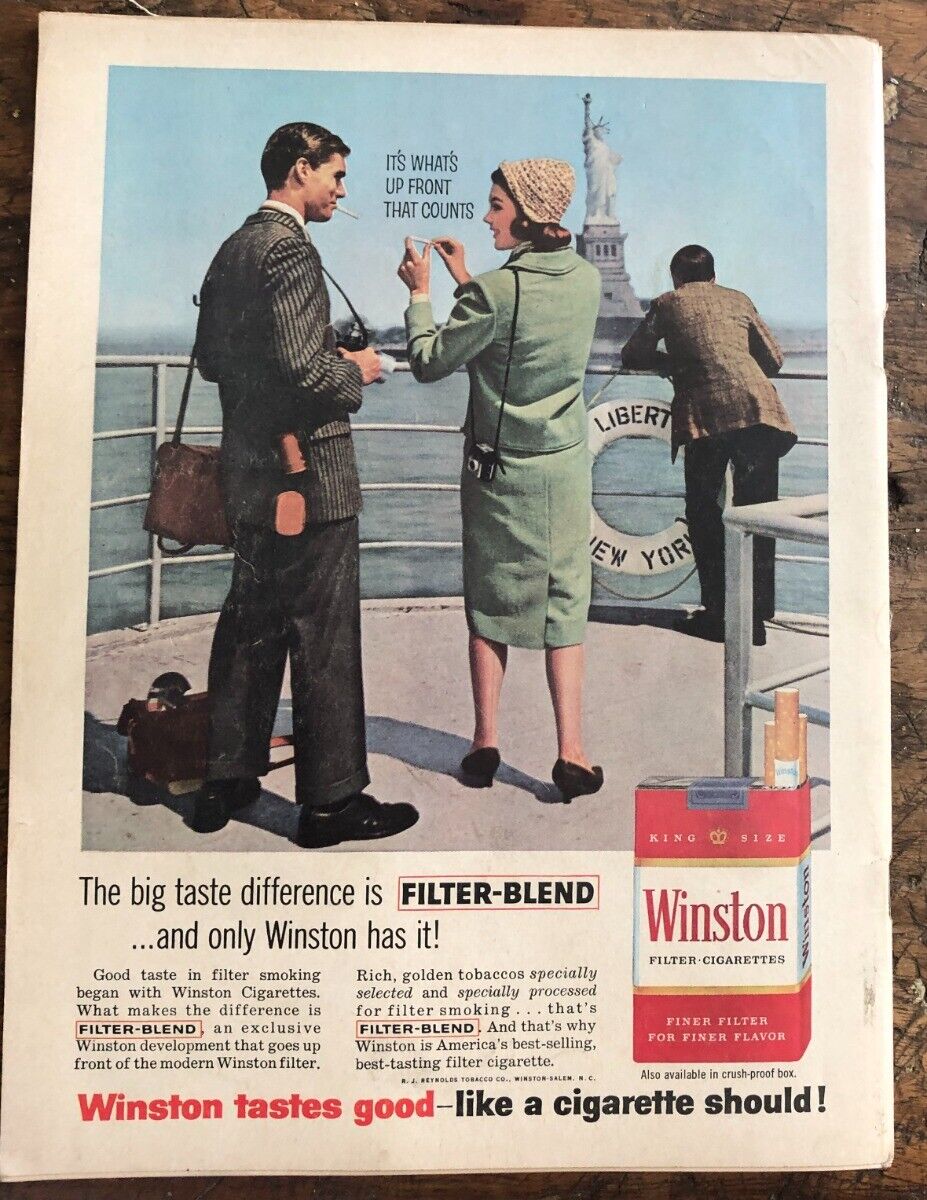 IT'S WHAT'S
UP FRONT
THAT COUNTS
LIBERT
NEW YORK
The big taste difference is FILTER-BLEND
...and only Winston has it!
Good taste in filter smoking
began with Winston Cigarettes.
What makes the difference is
FILTER-BLEND, an exclusive
Winston development that goes up
front of the modern Winston filter.
Rich, golden tobaccos specially
selected and specially processed
for filter smoking . . . that's
FILTER-BLEND. And that's why
Winston is America's best-selling,
best-tasting filter cigarette.
R. J. REYNOLDS TOBACCO CO., WINSTON-SALEM, N. C.
Winston
KING SIZE
Winston
FILTER·CIGARETTES
Winston
FINER FILTER
FOR FINER FLAVOR
Also available in crush-proof box.
Winston tastes good—like a cigarette should!